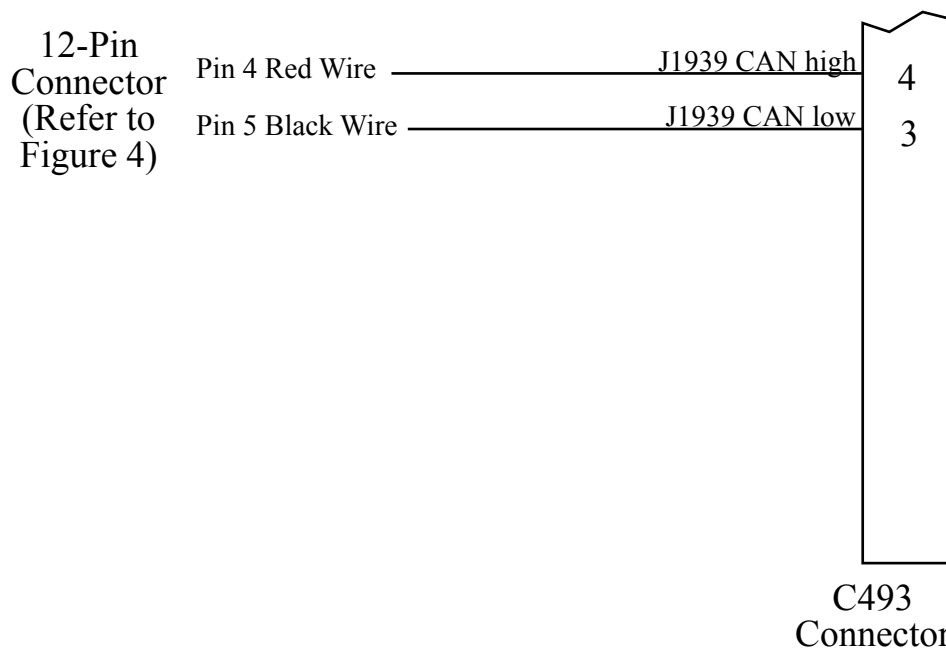 12-Pin
Connector
(Refer to
Figure 4)
Pin 4 Red Wire
J1939 CAN high
4
Pin 5 Black Wire
J1939 CAN low
3
C493
Connector